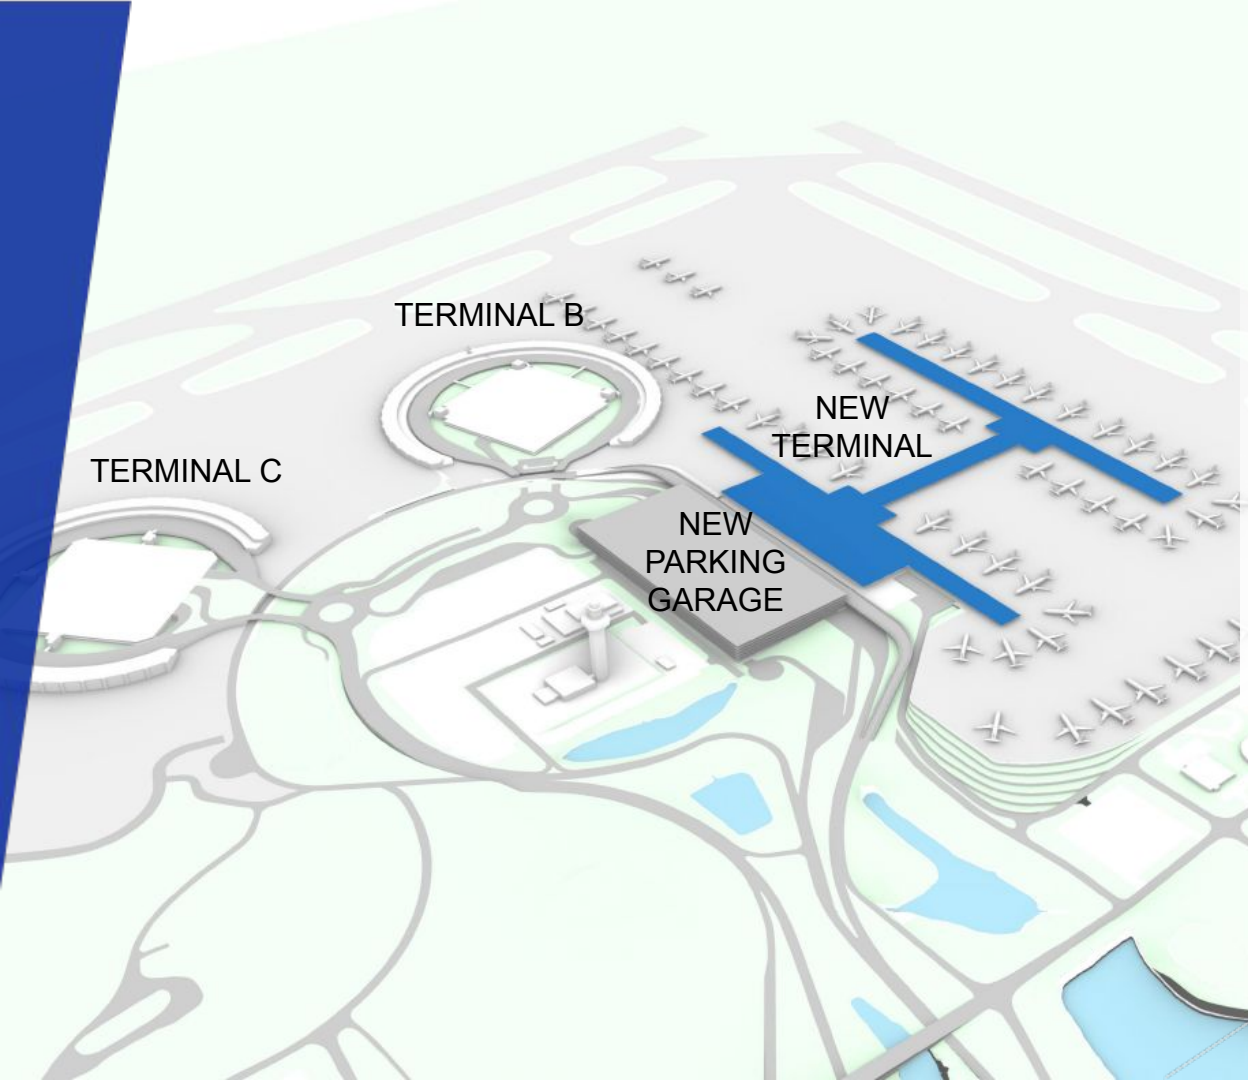 TERMINAL B
NEW
TERMINAL
TERMINAL C
NEW
PARKING
GARAGE